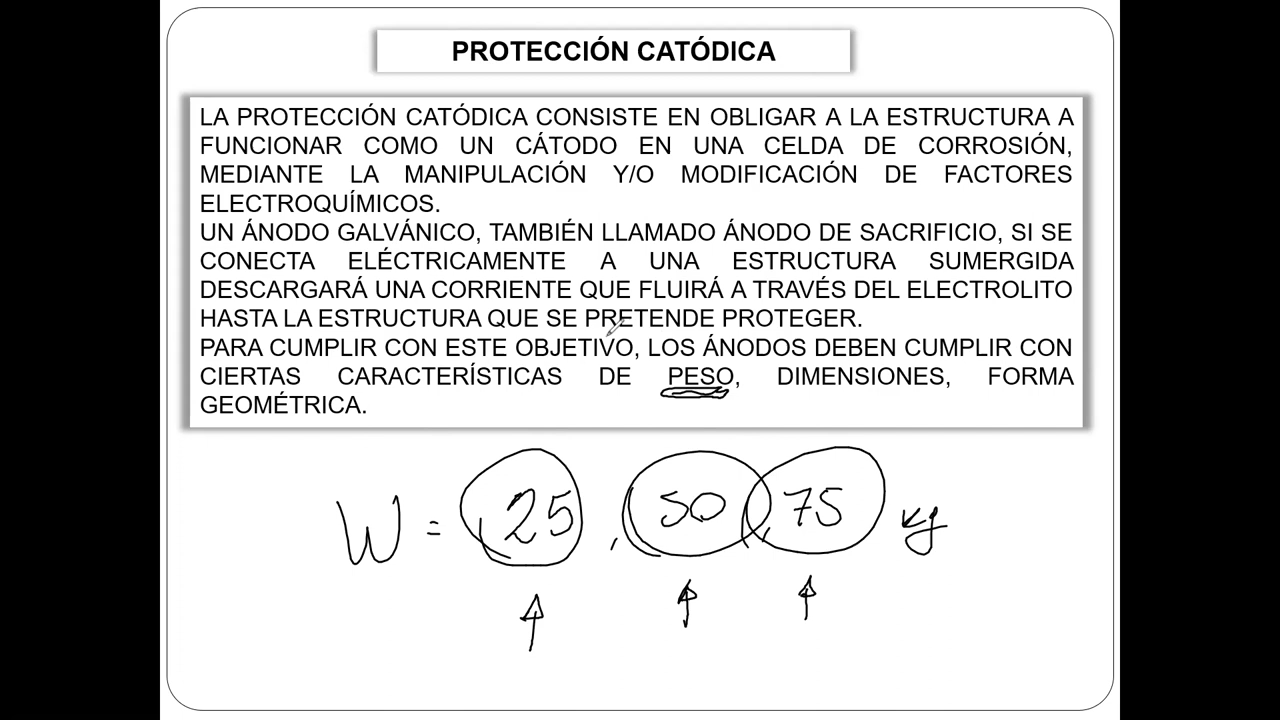 PROTECCIÓN CATÓDICA
LA PROTECCIÓN CATÓDICA CONSISTE EN OBLIGAR A LA ESTRUCTURA A
FUNCIONAR COMO UN CÁTODO EN UNA CELDA DE CORROSIÓN,
MEDIANTE LA MANIPULACIÓN Y/O MODIFICACIÓN DE FACTORES
ELECTROQUÍMICOS.
UN ÁNODO GALVÁNICO, TAMBIÉN LLAMADO ÁNODO DE SACRIFICIO, SI SE
CONECTA ELÉCTRICAMENTE A UNA ESTRUCTURA SUMERGIDA
DESCARGARÁ UNA CORRIENTE QUE FLUIRÁ A TRAVÉS DEL ELECTROLITO
HASTA LA ESTRUCTURA QUE SE PRETENDE PROTEGER.
PARA CUMPLIR CON ESTE OBJETIVO, LOS ÁNODOS DEBEN CUMPLIR CON
CIERTAS CARACTERÍSTICAS DE PESO, DIMENSIONES, FORMA
GEOMÉTRICA.
W = 25, 50, 75 kg